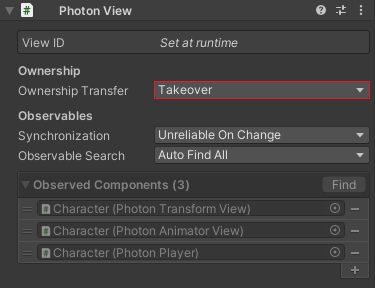 Photon View
View ID Set at runtime
Ownership
Ownership Transfer Takeover
Observables
Synchronization Unreliable On Change
Observable Search Auto Find All
Observed Components (3) Find
Character (Photon Transform View)
Character (Photon Animator View)
Character (Photon Player)